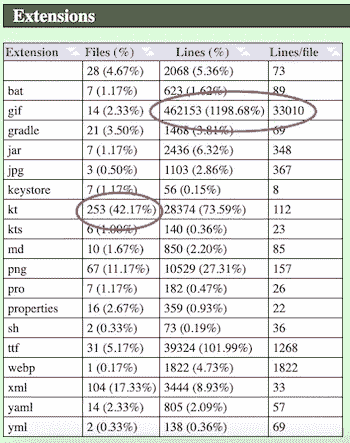 Extensions
Extension Files (%) Lines (%) Lines/file
28 (4.67%) 2068 (5.36%) 73
bat 7 (1.17%) 623 (1.62%) 89
gif 14 (2.33%) 462153 (1198.68%) 33010
gradle 21 (3.50%) 1468 (3.81%) 69
jar 7 (1.17%) 2436 (6.32%) 348
jpg 3 (0.50%) 1103 (2.86%) 367
keystore 7 (1.17%) 56 (0.15%) 8
kt 253 (42.17%) 28374 (73.59%) 112
kts 6 (1.00%) 140 (0.36%) 23
md 10 (1.67%) 850 (2.20%) 85
png 67 (11.17%) 10529 (27.31%) 157
pro 7 (1.17%) 182 (0.47%) 26
properties 16 (2.67%) 359 (0.93%) 22
sh 2 (0.33%) 73 (0.19%) 36
ttf 31 (5.17%) 39324 (101.99%) 1268
webp 1 (0.17%) 1822 (4.73%) 1822
xml 104 (17.33%) 3444 (8.93%) 33
yaml 14 (2.33%) 805 (2.09%) 57
yml 2 (0.33%) 138 (0.36%) 69